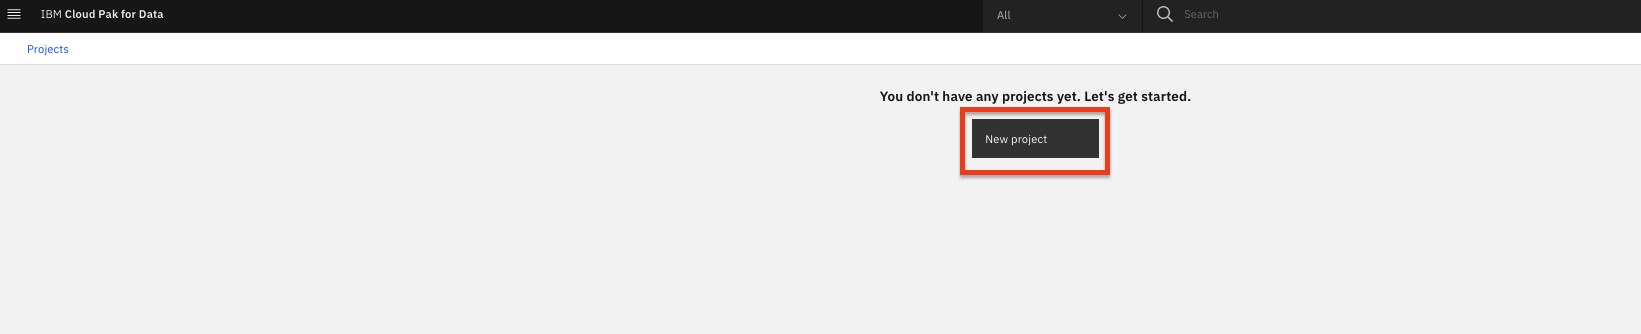 IBM Cloud Pak for Data
All
Search
Projects
You don't have any projects yet. Let's get started.
New project